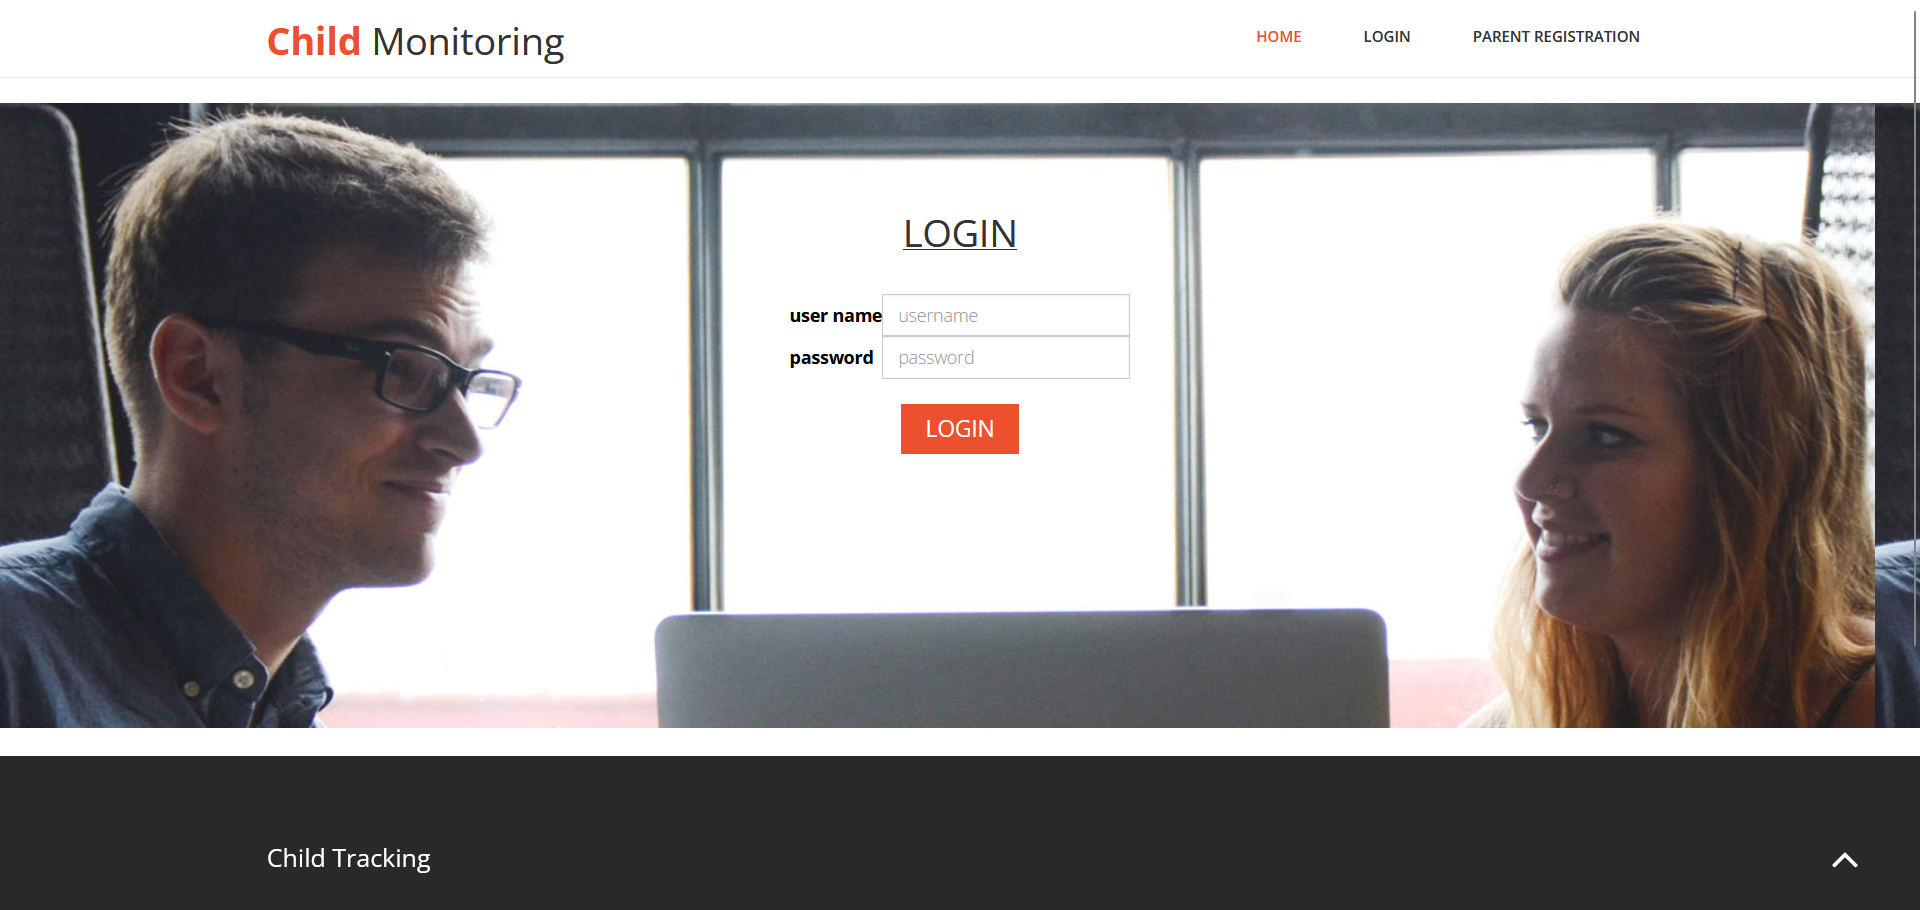 Child Monitoring
HOME
LOGIN
PARENT REGISTRATION
LOGIN
user name
username
password
password
LOGIN
Child Tracking